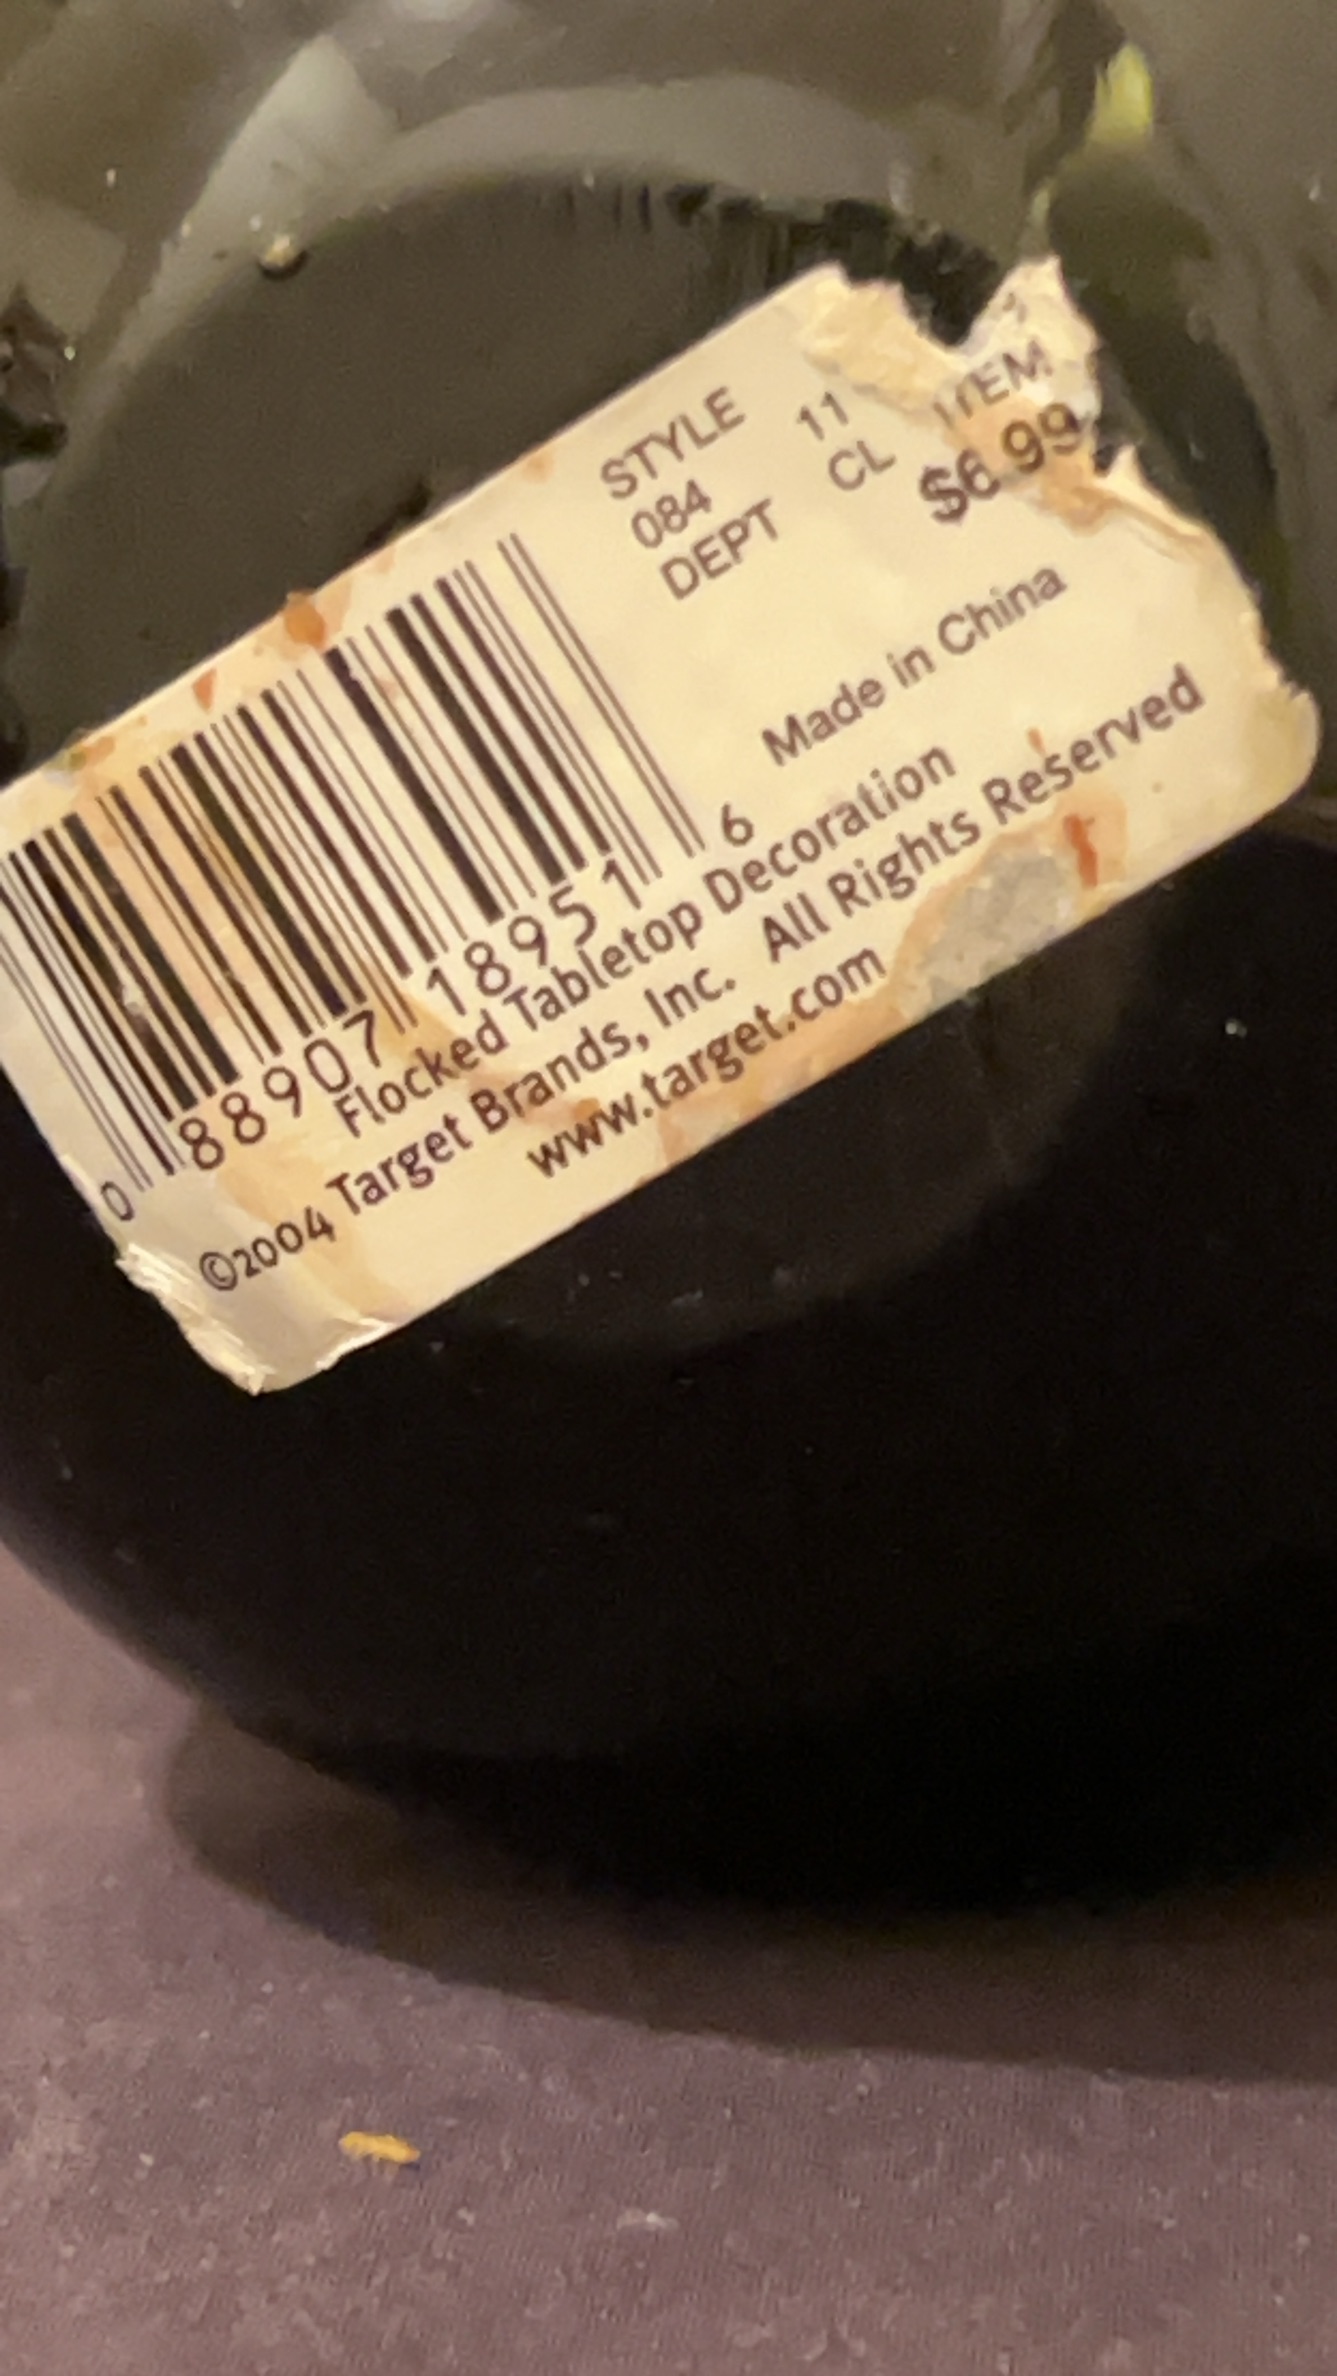 STYLE
084 11 ITEM
DEPT CL $6.99
Made in China
0 88907 18951 6
Flocked Tabletop Decoration
©2004 Target Brands, Inc. All Rights Reserved
www.target.com